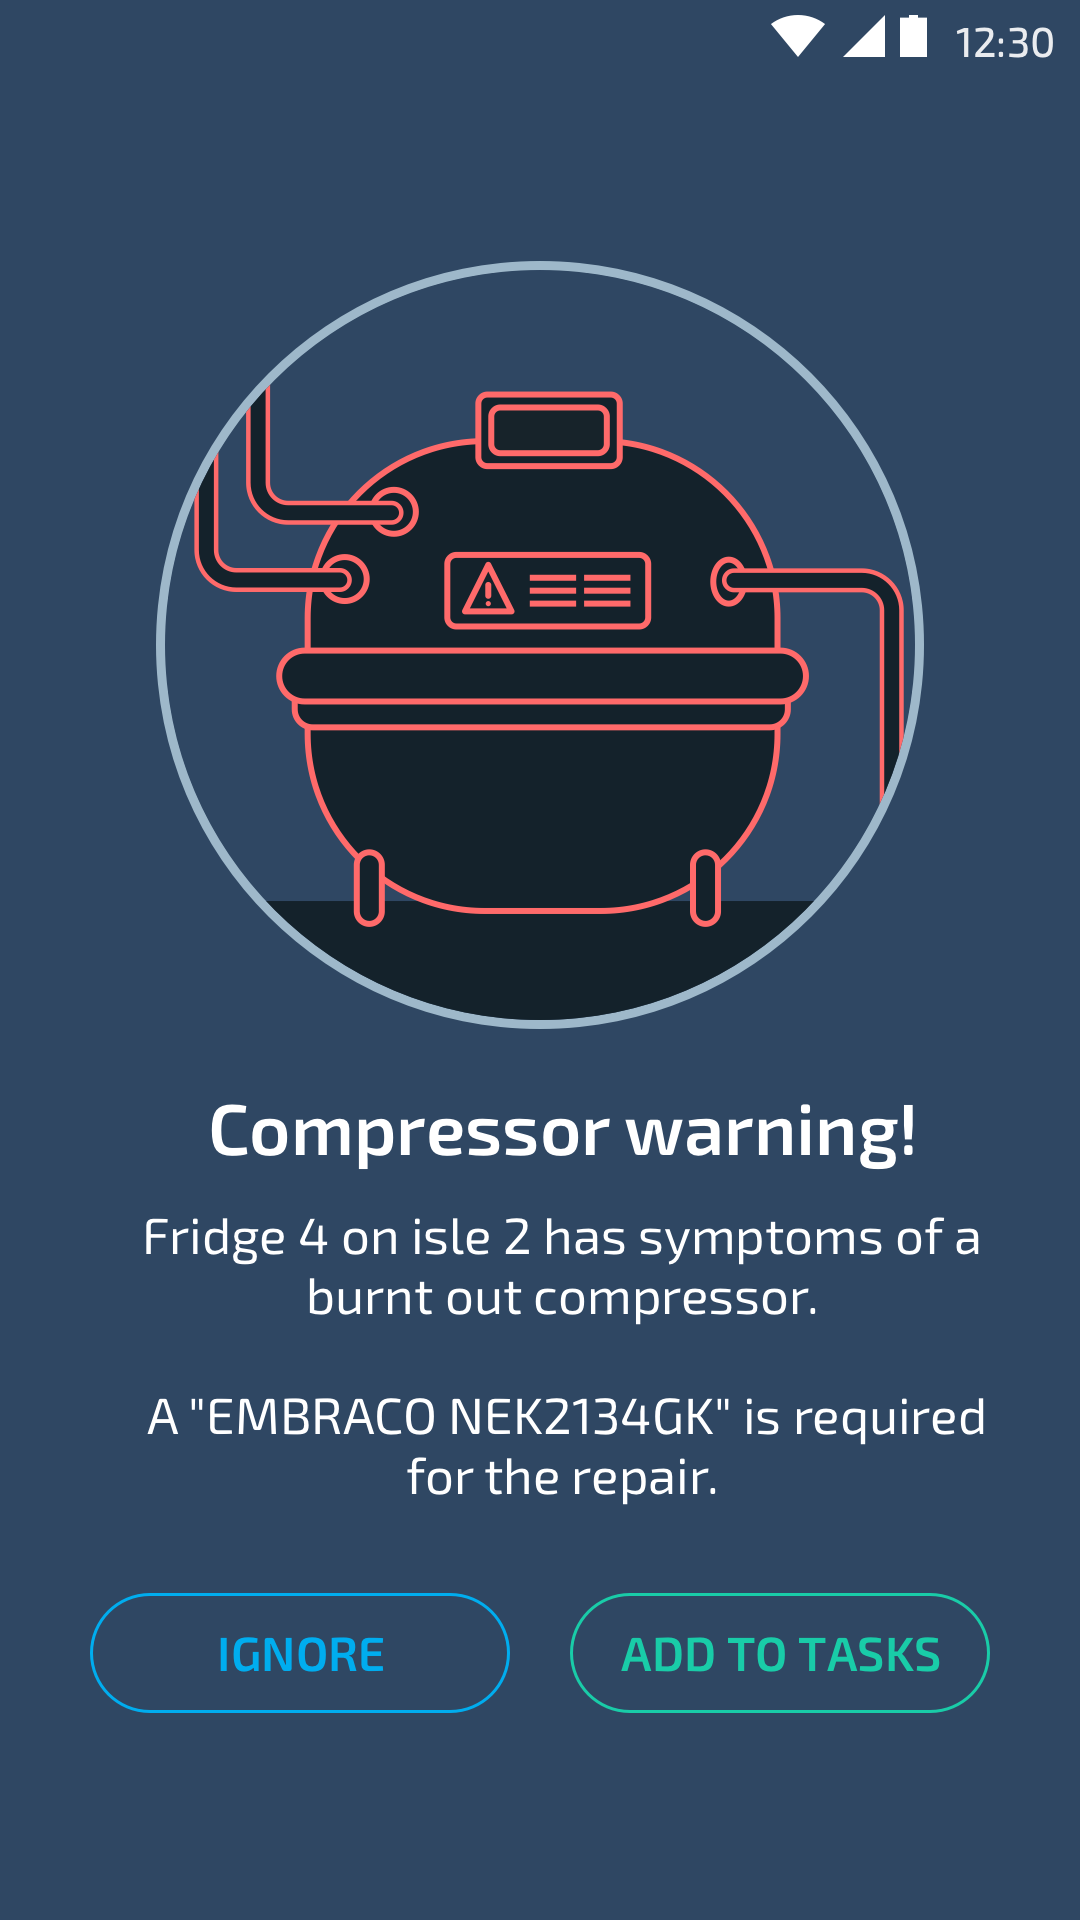 12:30
Compressor warning!
Fridge 4 on isle 2 has symptoms of a
burnt out compressor.
A "EMBRACO NEK2134GK" is required
for the repair.
IGNORE
ADD TO TASKS